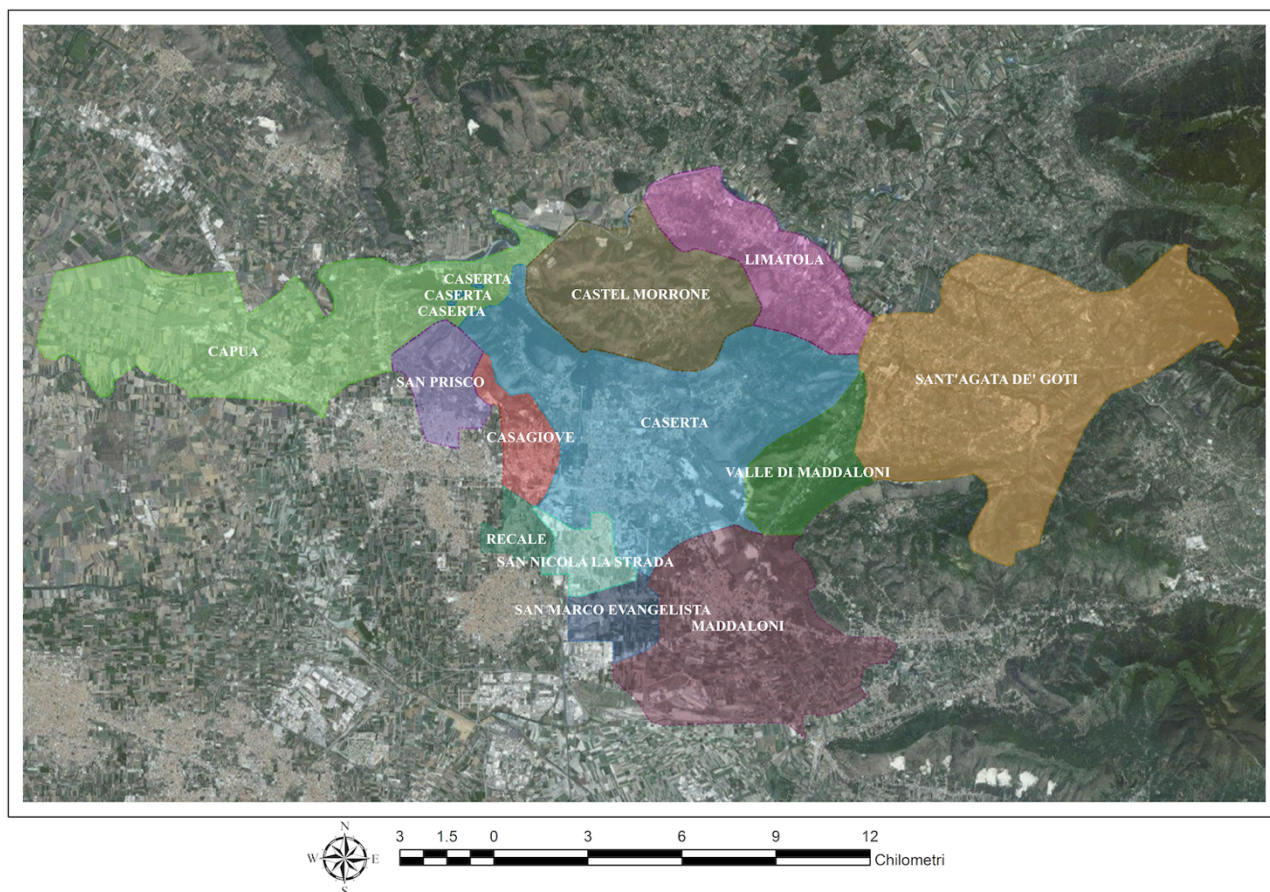 LIMATOLA
CASERTA
CASTEL MORRONE
CASERTA
CASERTA
CAPUA
SAN PRISCO
SANT'AGATA DE' GOTI
CASERTA
CASAGIOVE
VALLE DI MADDALONI
RECALE
SAN NICOLA LA STRADA
SAN MARCO EVANGELISTA
MADDALONI
N
W E
S
3 1.5 0 3 6 9 12
Chilometri